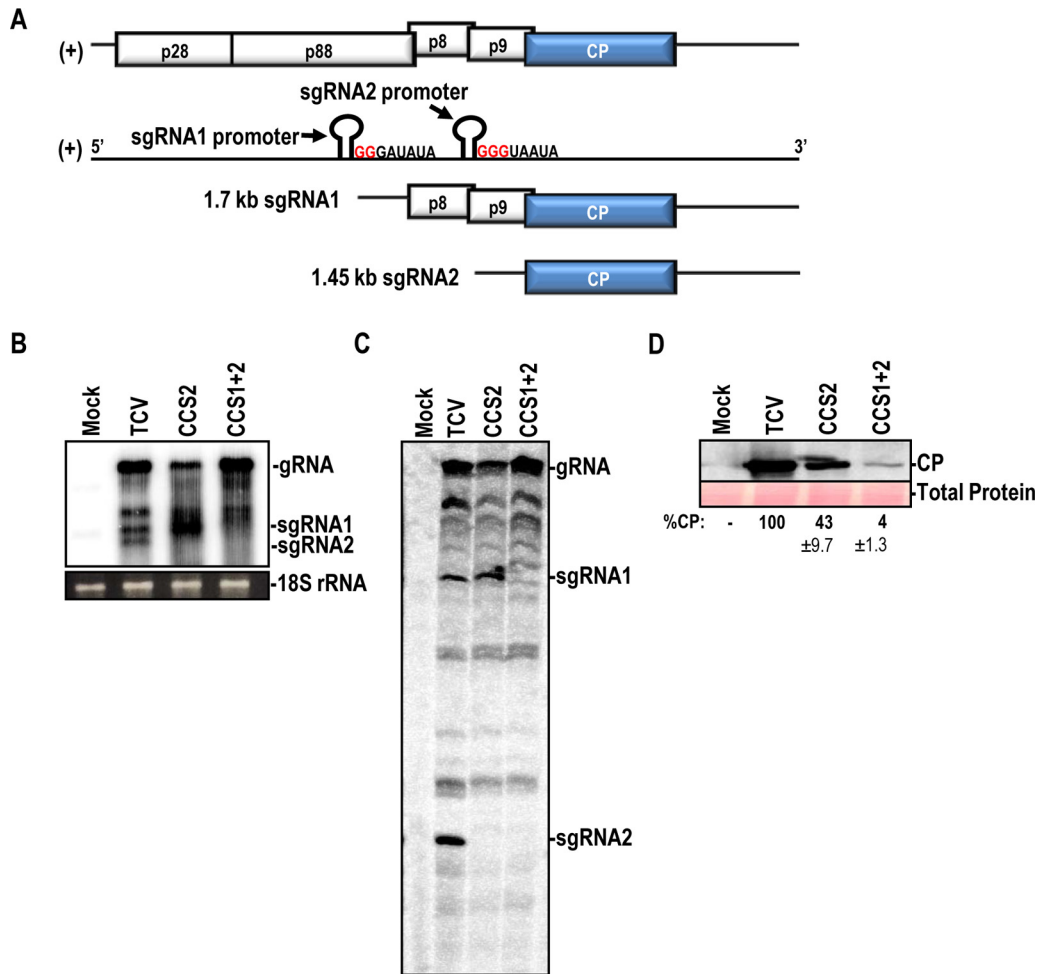 A
(+)
p28
p88
p8
p9
CP
sgRNA2 promoter
sgRNA1 promoter
(+)
5’
GGGAUAUA
GGGUAAUA
3’
1.7 kb sgRNA1
p8
p9
CP
1.45 kb sgRNA2
CP
B
Mock
TCV
CCS2
CCS1+2
-gRNA
-sgRNA1
-sgRNA2
-18S rRNA
C
Mock
TCV
CCS2
CCS1+2
-gRNA
-sgRNA1
-sgRNA2
D
Mock
TCV
CCS2
CCS1+2
-CP
-Total Protein
%CP: - 100 43 4
±9.7 ±1.3